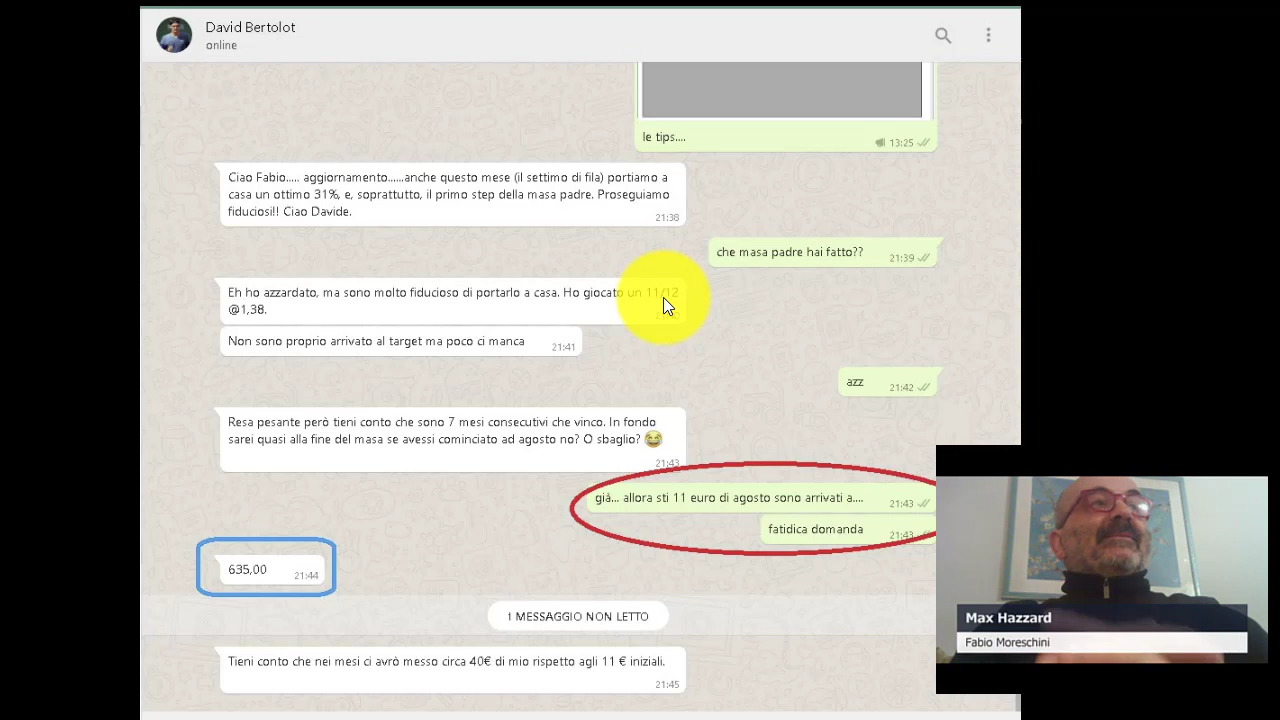 David Bertolot
online
le tips....
13:25
Ciao Fabio..... aggiornamento......anche questo mese (il settimo di fila) portiamo a
casa un ottimo 31%, e, soprattutto, il primo step della masa padre. Proseguiamo
fiduciosi!! Ciao Davide.
21:38
che masa padre hai fatto??
21:39
Eh ho azzardato, ma sono molto fiducioso di portarlo a casa. Ho giocato un 11/12
@1,38.
Non sono proprio arrivato al target ma poco ci manca
21:41
azz
21:42
Resa pesante però tieni conto che sono 7 mesi consecutivi che vinco. In fondo
sarei quasi alla fine del masa se avessi cominciato ad agosto no? O sbaglio? 😂
21:43
già... allora sti 11 euro di agosto sono arrivati a....
21:43
fatidica domanda
21:43
635,00
21:44
1 MESSAGGIO NON LETTO
Tieni conto che nei mesi ci avrò messo circa 40€ di mio rispetto agli 11 € iniziali.
21:45
Max Hazzard
Fabio Moreschini